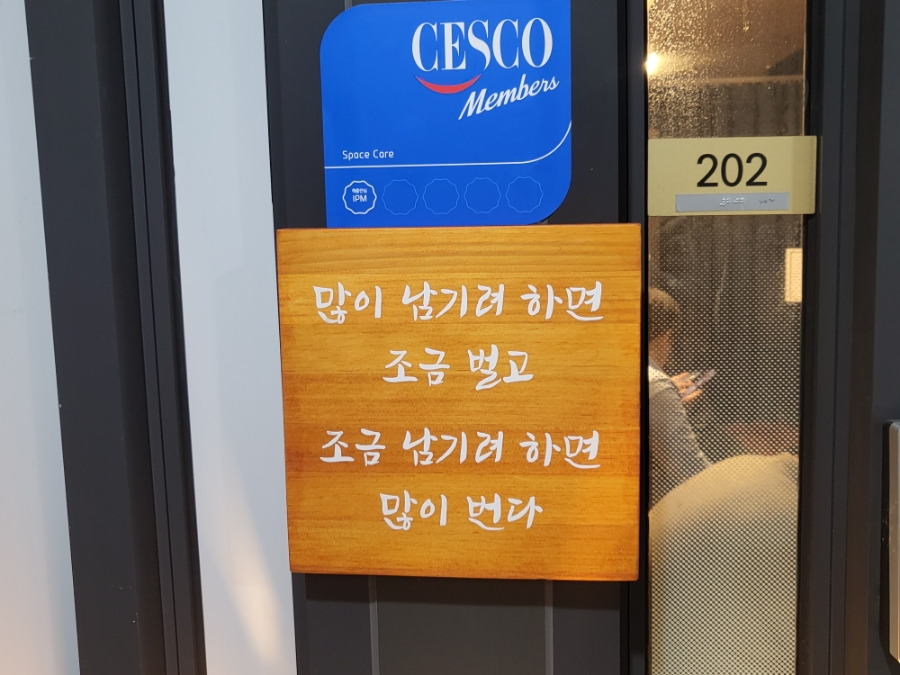 CESCO
Members
Space Care
IPM
202
많이 남기려 하면
조금 벌고
조금 남기려 하면
많이 번다